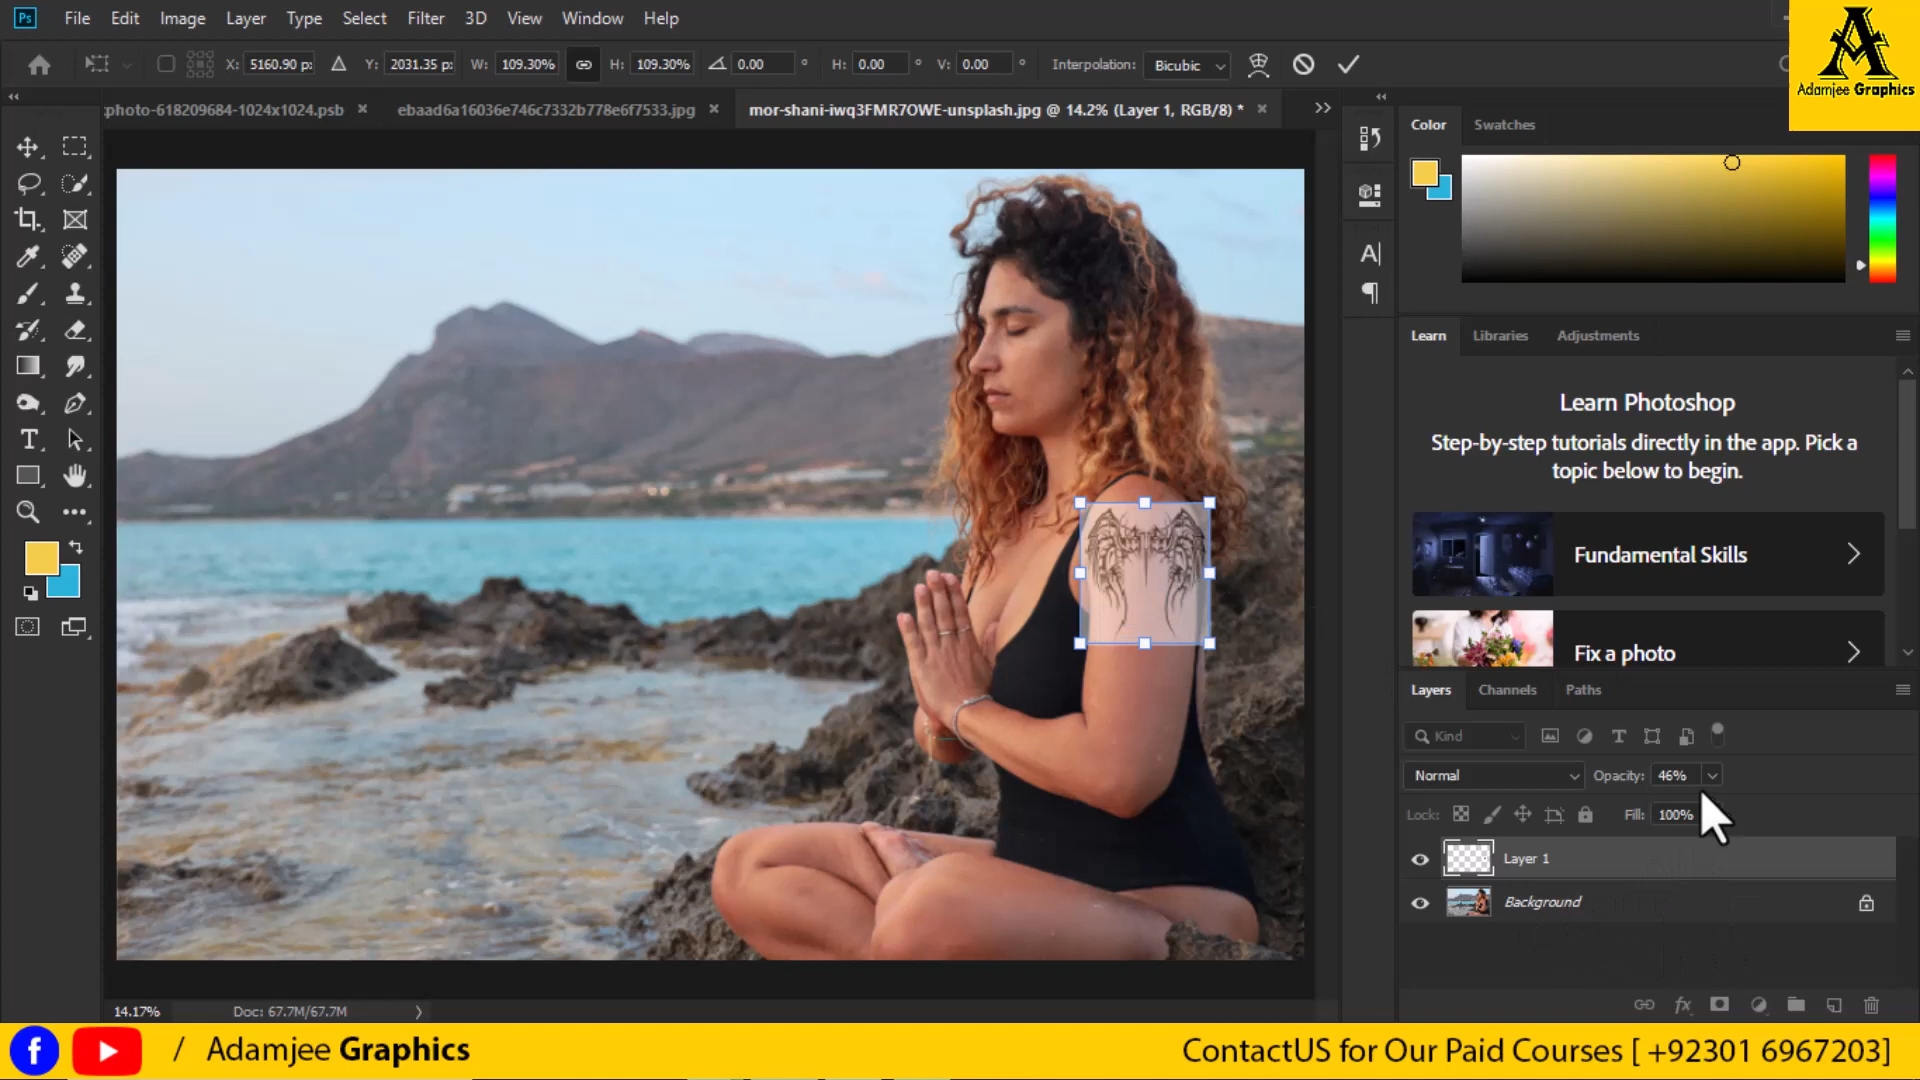 Ps File Edit Image Layer Type Select Filter 3D View Window Help
X: 5160.90 p: Y: 2031.35 p: W: 109.30% H: 109.30% 0.00 ° H: 0.00 ° V: 0.00 ° Interpolation: Bicubic
Adamjee Graphics
photo-618209684-1024x1024.psb × ebaad6a16036e746c7332b778e6f7533.jpg × mor-shani-iwq3FMR7OWE-unsplash.jpg @ 14.2% (Layer 1, RGB/8) * ×
Color Swatches
Learn Libraries Adjustments
Learn Photoshop
Step-by-step tutorials directly in the app. Pick a
topic below to begin.
Fundamental Skills
Fix a photo
Layers Channels Paths
Kind
Normal Opacity: 46%
Lock: Fill: 100%
Layer 1
Background
14.17% Doc: 67.7M/67.7M
/ Adamjee Graphics
ContactUS for Our Paid Courses [ +92301 6967203]